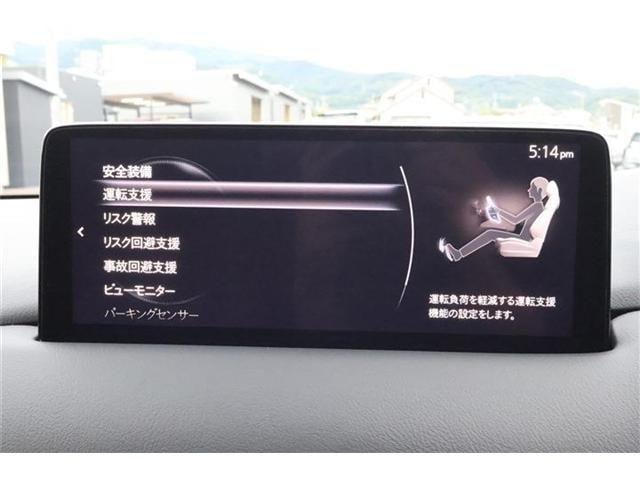 5:14pm
安全装備
運転支援
リスク警報
リスク回避支援
事故回避支援
ビューモニター
パーキングセンサー
運転負荷を軽減する運転支援
機能の設定をします。